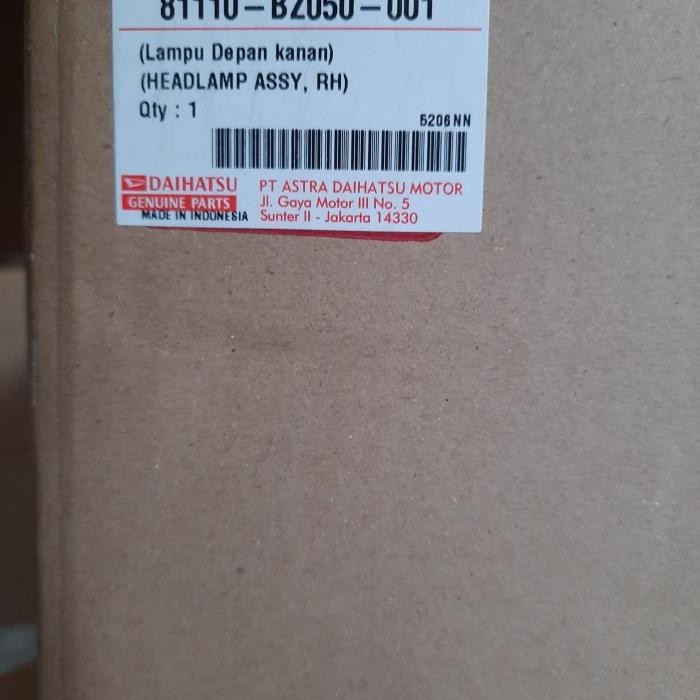 81110-BZ050-001
(Lampu Depan kanan)
(HEADLAMP ASSY, RH)
Qty : 1
5206NN
DAIHATSU
GENUINE PARTS
MADE IN INDONESIA
PT ASTRA DAIHATSU MOTOR
Jl. Gaya Motor III No. 5
Sunter II - Jakarta 14330